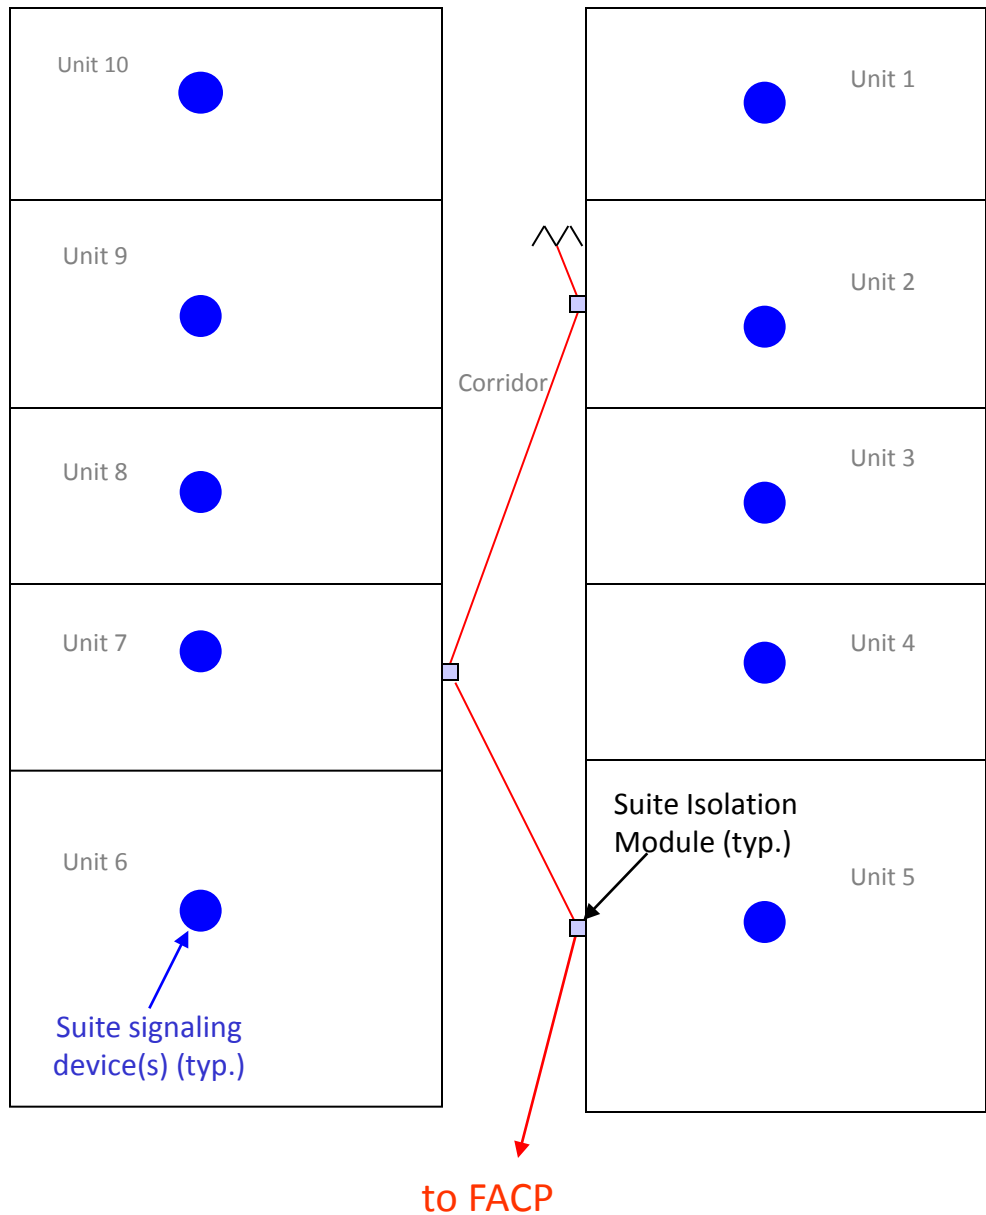 Unit 10
Unit 1
Unit 9
Unit 2
Corridor
Unit 8
Unit 3
Unit 7
Unit 4
Suite Isolation
Module (typ.)
Unit 6
Unit 5
Suite signaling
device(s) (typ.)
to FACP